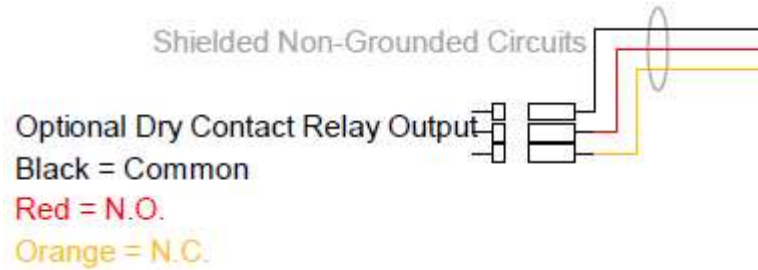 Shielded Non-Grounded Circuits
Optional Dry Contact Relay Output
Black = Common
Red = N.O.
Orange = N.C.